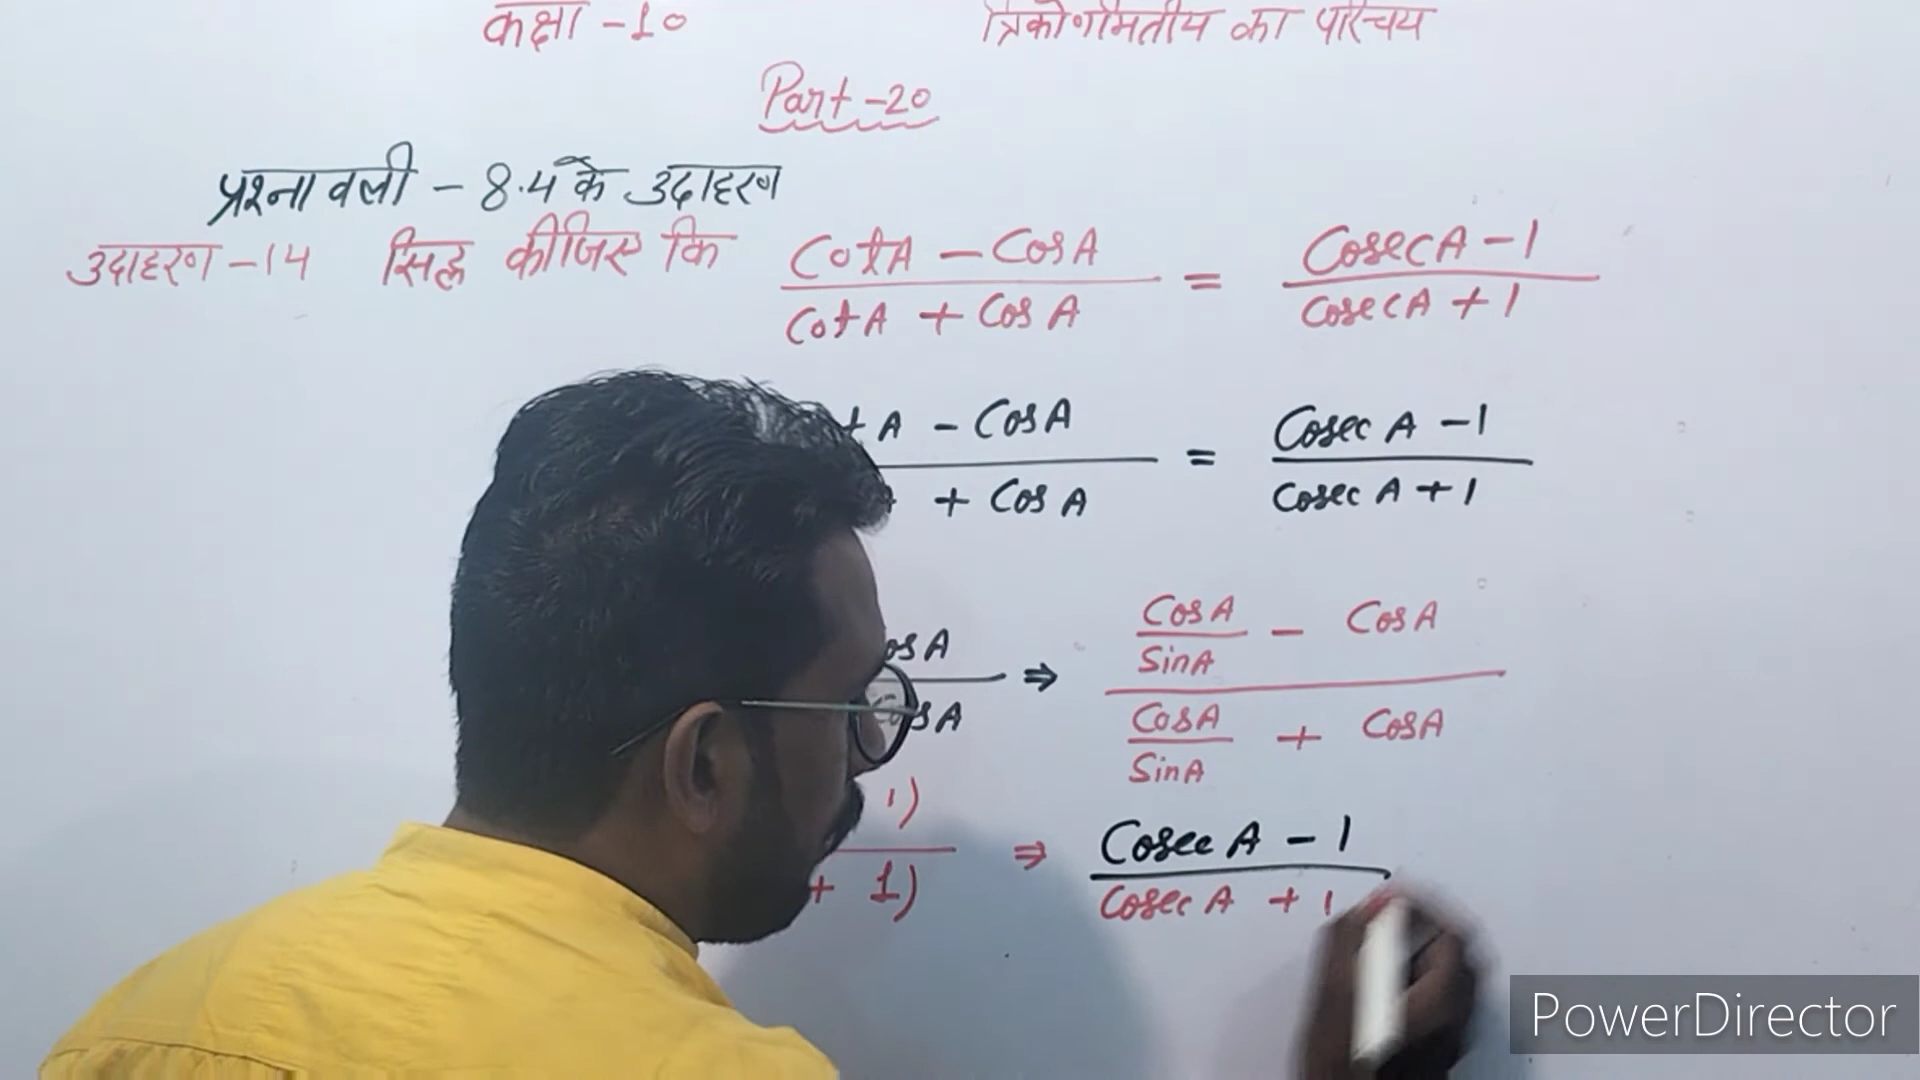 कक्षा - 10 त्रिकोणमितीय का परिचय
Part - 20
प्रश्नावली - 8.4 के उदाहरण
उदाहरण - 14 सिद्ध कीजिए कि
CotA - CosA / CotA + CosA = CosecA - 1 / CosecA + 1
A - CosA / + CosA = Cosec A - 1 / Cosec A + 1
A / A ⇒ CosA/SinA - CosA / CosA/SinA + CosA
1) / + 1) ⇒ Cosec A - 1 / Cosec A + 1
PowerDirector